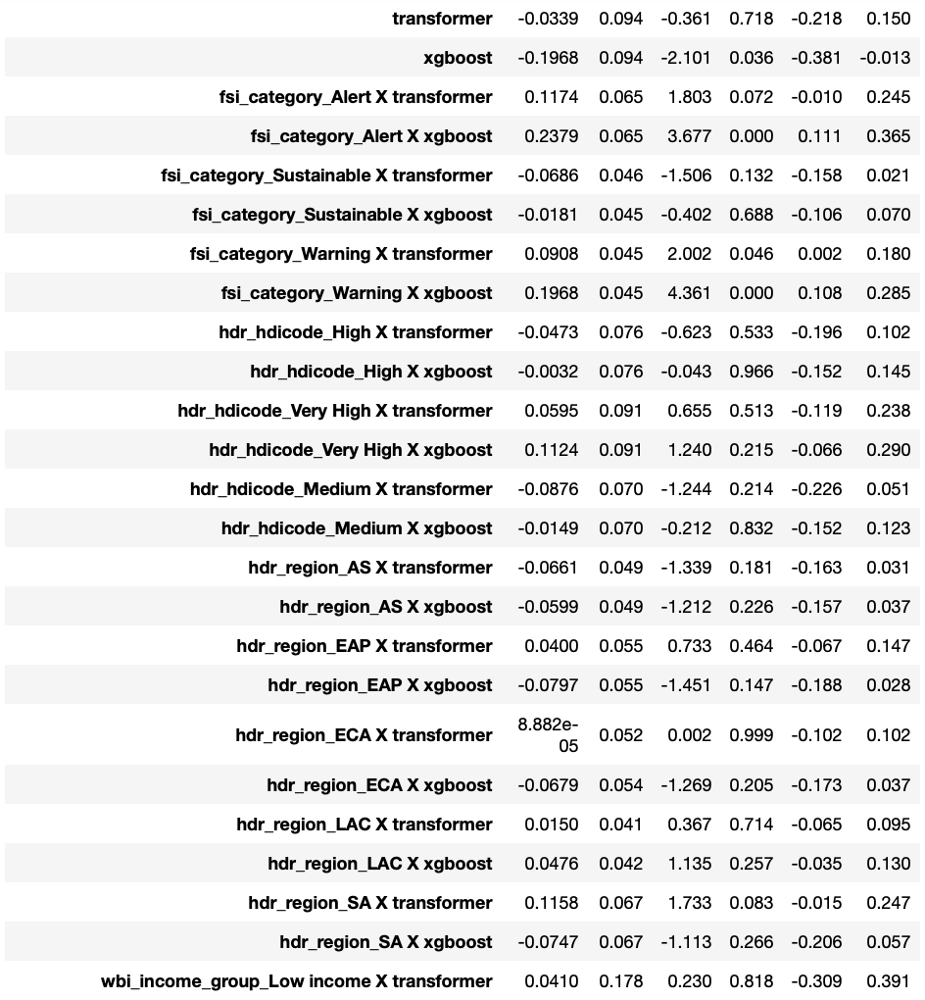 transformer -0.0339 0.094 -0.361 0.718 -0.218 0.150
xgboost -0.1968 0.094 -2.101 0.036 -0.381 -0.013
fsi_category_Alert X transformer 0.1174 0.065 1.803 0.072 -0.010 0.245
fsi_category_Alert X xgboost 0.2379 0.065 3.677 0.000 0.111 0.365
fsi_category_Sustainable X transformer -0.0686 0.046 -1.506 0.132 -0.158 0.021
fsi_category_Sustainable X xgboost -0.0181 0.045 -0.402 0.688 -0.106 0.070
fsi_category_Warning X transformer 0.0908 0.045 2.002 0.046 0.002 0.180
fsi_category_Warning X xgboost 0.1968 0.045 4.361 0.000 0.108 0.285
hdr_hdicode_High X transformer -0.0473 0.076 -0.623 0.533 -0.196 0.102
hdr_hdicode_High X xgboost -0.0032 0.076 -0.043 0.966 -0.152 0.145
hdr_hdicode_Very High X transformer 0.0595 0.091 0.655 0.513 -0.119 0.238
hdr_hdicode_Very High X xgboost 0.1124 0.091 1.240 0.215 -0.066 0.290
hdr_hdicode_Medium X transformer -0.0876 0.070 -1.244 0.214 -0.226 0.051
hdr_hdicode_Medium X xgboost -0.0149 0.070 -0.212 0.832 -0.152 0.123
hdr_region_AS X transformer -0.0661 0.049 -1.339 0.181 -0.163 0.031
hdr_region_AS X xgboost -0.0599 0.049 -1.212 0.226 -0.157 0.037
hdr_region_EAP X transformer 0.0400 0.055 0.733 0.464 -0.067 0.147
hdr_region_EAP X xgboost -0.0797 0.055 -1.451 0.147 -0.188 0.028
hdr_region_ECA X transformer 8.882e- 0.052 0.002 0.999 -0.102 0.102
05
hdr_region_ECA X xgboost -0.0679 0.054 -1.269 0.205 -0.173 0.037
hdr_region_LAC X transformer 0.0150 0.041 0.367 0.714 -0.065 0.095
hdr_region_LAC X xgboost 0.0476 0.042 1.135 0.257 -0.035 0.130
hdr_region_SA X transformer 0.1158 0.067 1.733 0.083 -0.015 0.247
hdr_region_SA X xgboost -0.0747 0.067 -1.113 0.266 -0.206 0.057
wbi_income_group_Low income X transformer 0.0410 0.178 0.230 0.818 -0.309 0.391